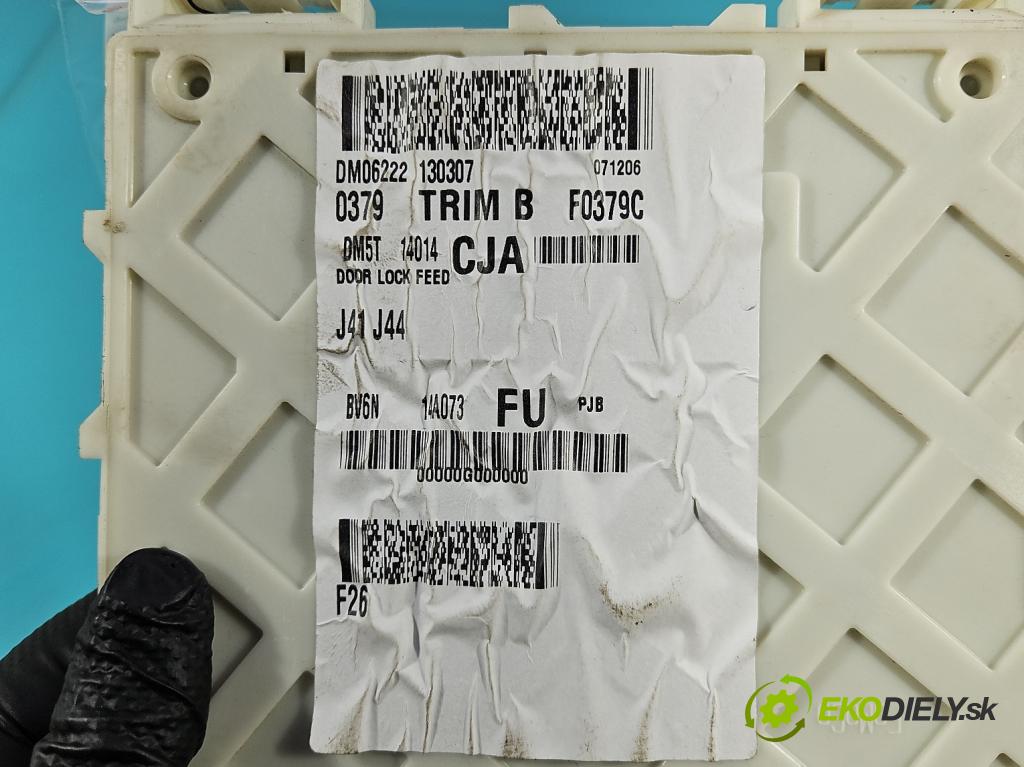 DM06222 130307 071206
0379 TRIM B F0379C
DM5T 14014 CJA
DOOR LOCK FEED
J41 J44
BV6N 14A073 FU PJB
00000G000000
F26
EKODIELY.sk